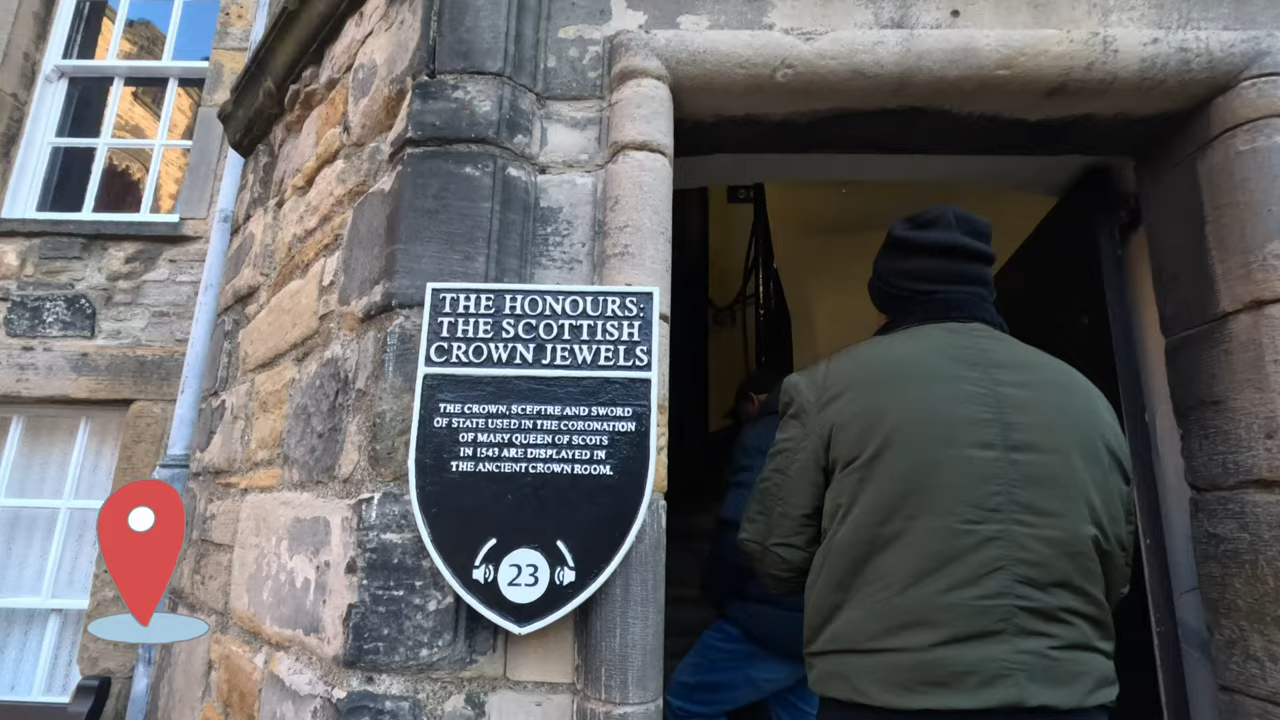 THE HONOURS:
THE SCOTTISH
CROWN JEWELS
THE CROWN, SCEPTRE AND SWORD
OF STATE USED IN THE CORONATION
OF MARY QUEEN OF SCOTS
IN 1543 ARE DISPLAYED IN
THE ANCIENT CROWN ROOM.
23